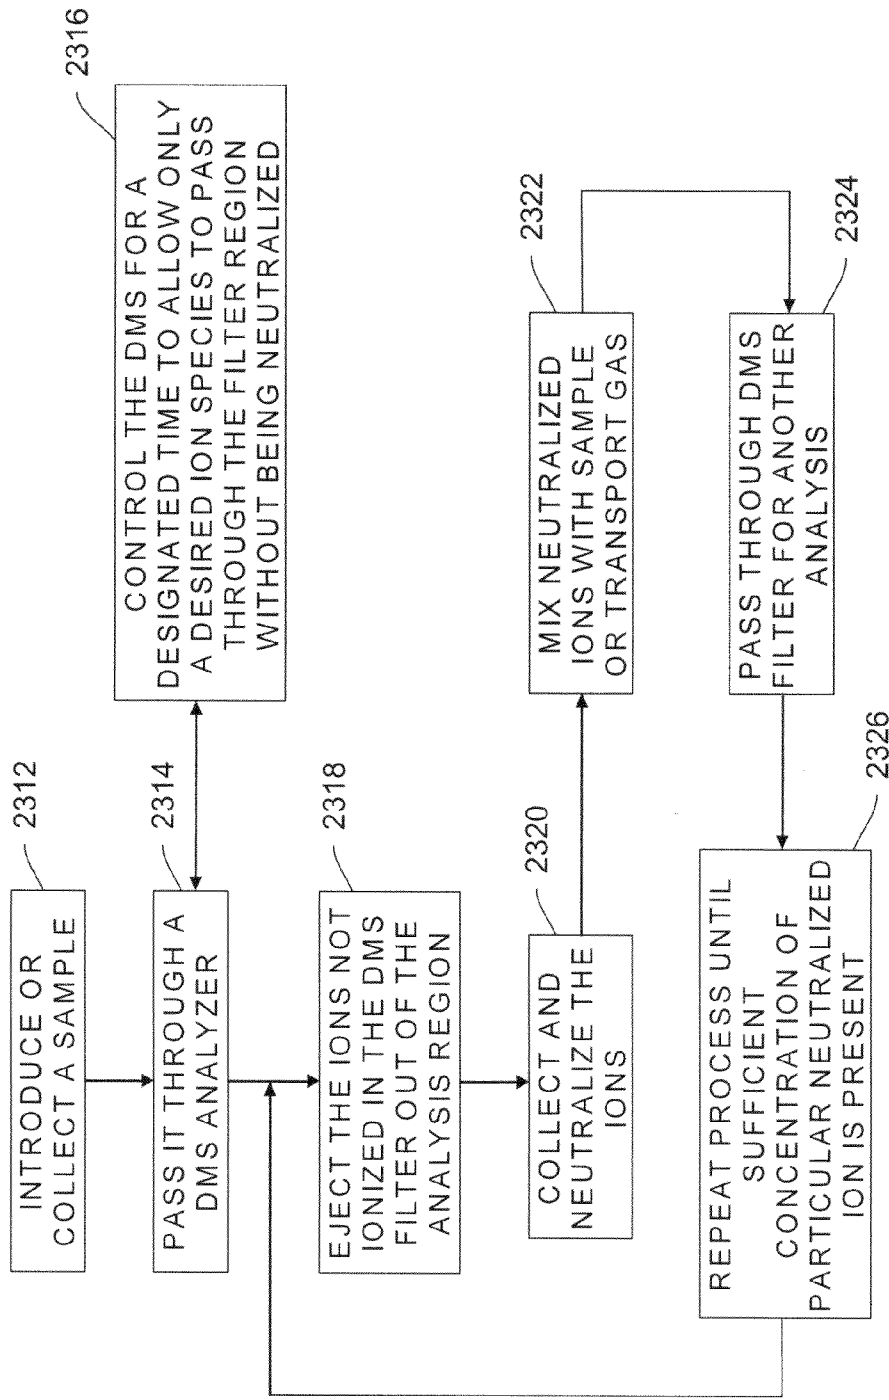 2312
INTRODUCE OR
COLLECT A SAMPLE
2314
PASS IT THROUGH A
DMS ANALYZER
2316
CONTROL THE DMS FOR A
DESIGNATED TIME TO ALLOW ONLY
A DESIRED ION SPECIES TO PASS
THROUGH THE FILTER REGION
WITHOUT BEING NEUTRALIZED
2318
EJECT THE IONS NOT
IONIZED IN THE DMS
FILTER OUT OF THE
ANALYSIS REGION
2320
COLLECT AND
NEUTRALIZE THE
IONS
2322
MIX NEUTRALIZED
IONS WITH SAMPLE
OR TRANSPORT GAS
2324
PASS THROUGH DMS
FILTER FOR ANOTHER
ANALYSIS
2326
REPEAT PROCESS UNTIL
SUFFICIENT
CONCENTRATION OF
PARTICULAR NEUTRALIZED
ION IS PRESENT